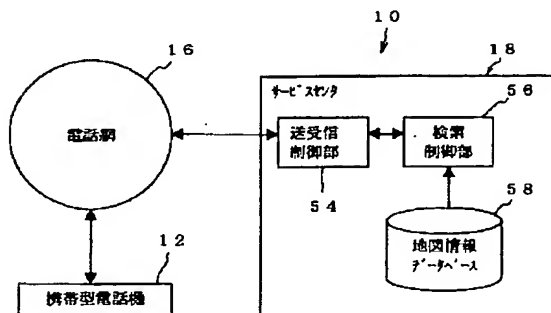 10
16
18
サービスセンタ
56
電話網
送受信
制御部
検索
制御部
54
58
12
地図情報
データベース
携帯型電話機